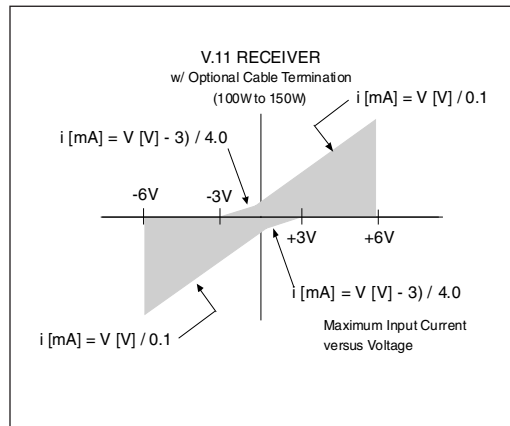 V.11 RECEIVER
w/ Optional Cable Termination
(100W to 150W)
i [mA] = V [V] / 0.1
i [mA] = V [V] - 3) / 4.0
-6V
-3V
+3V
+6V
i [mA] = V [V] - 3) / 4.0
i [mA] = V [V] / 0.1
Maximum Input Current
versus Voltage